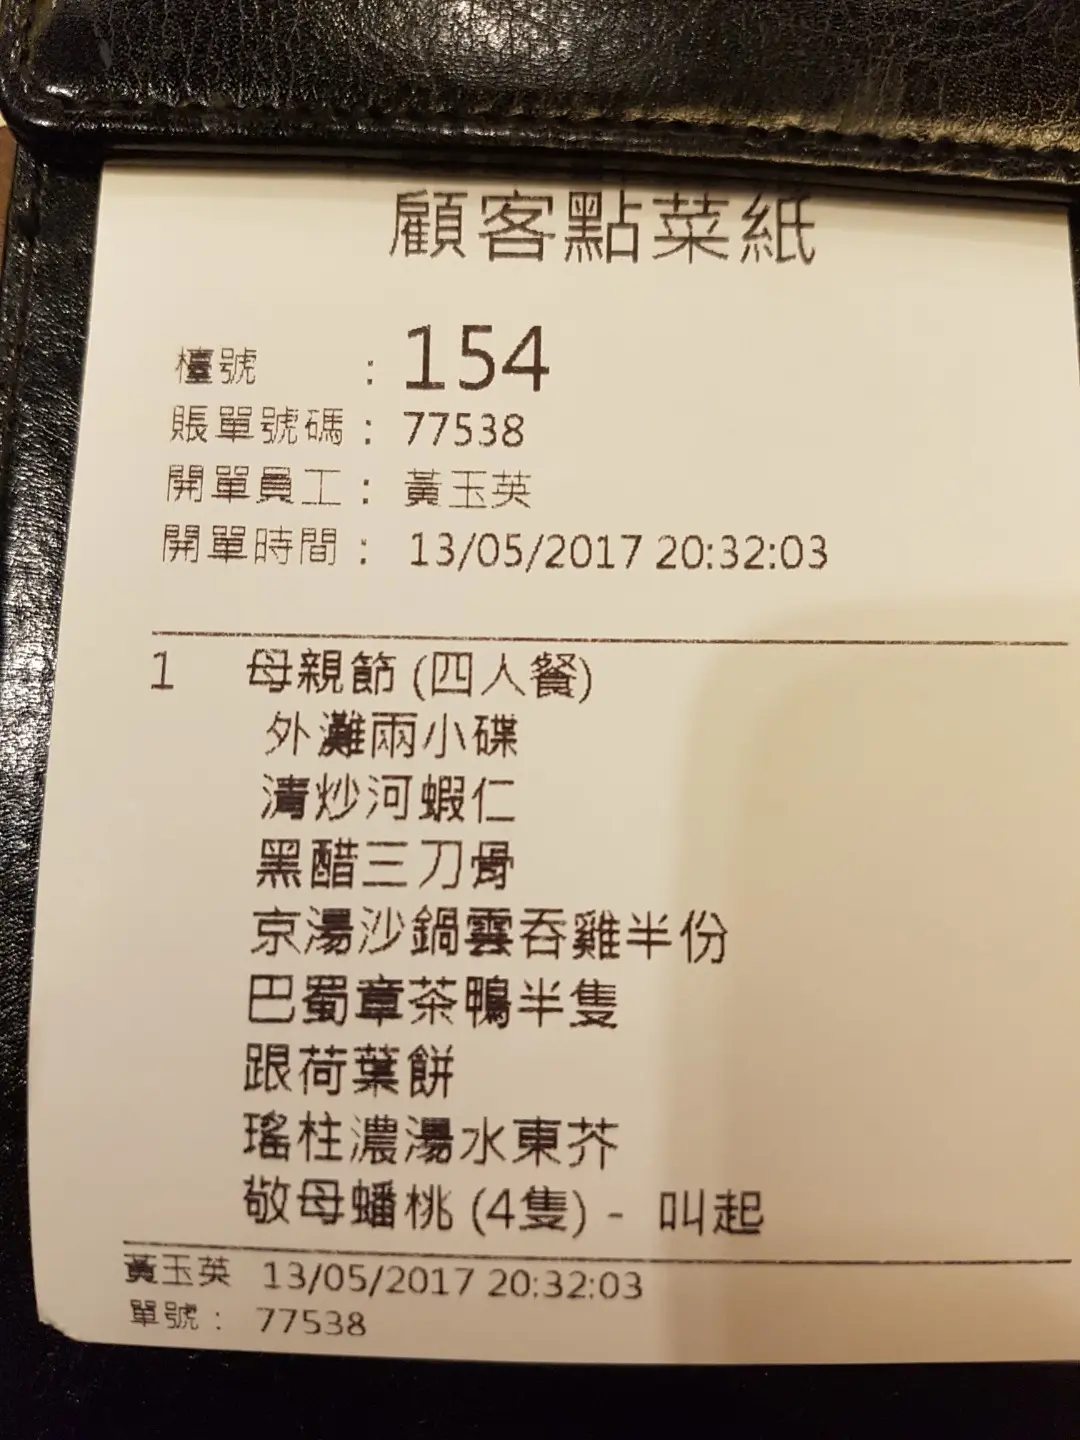 顧客點菜紙
檯號 : 154
賬單號碼 : 77538
開單員工 : 黃玉英
開單時間 : 13/05/2017 20:32:03
1 母親節 (四人餐)
外灘兩小碟
清炒河蝦仁
黑醋三刀骨
京湯沙鍋雲吞雞半份
巴蜀章茶鴨半隻
跟荷葉餅
瑤柱濃湯水東芥
敬母蟠桃 (4隻) - 叫起
黃玉英 13/05/2017 20:32:03
單號 : 77538